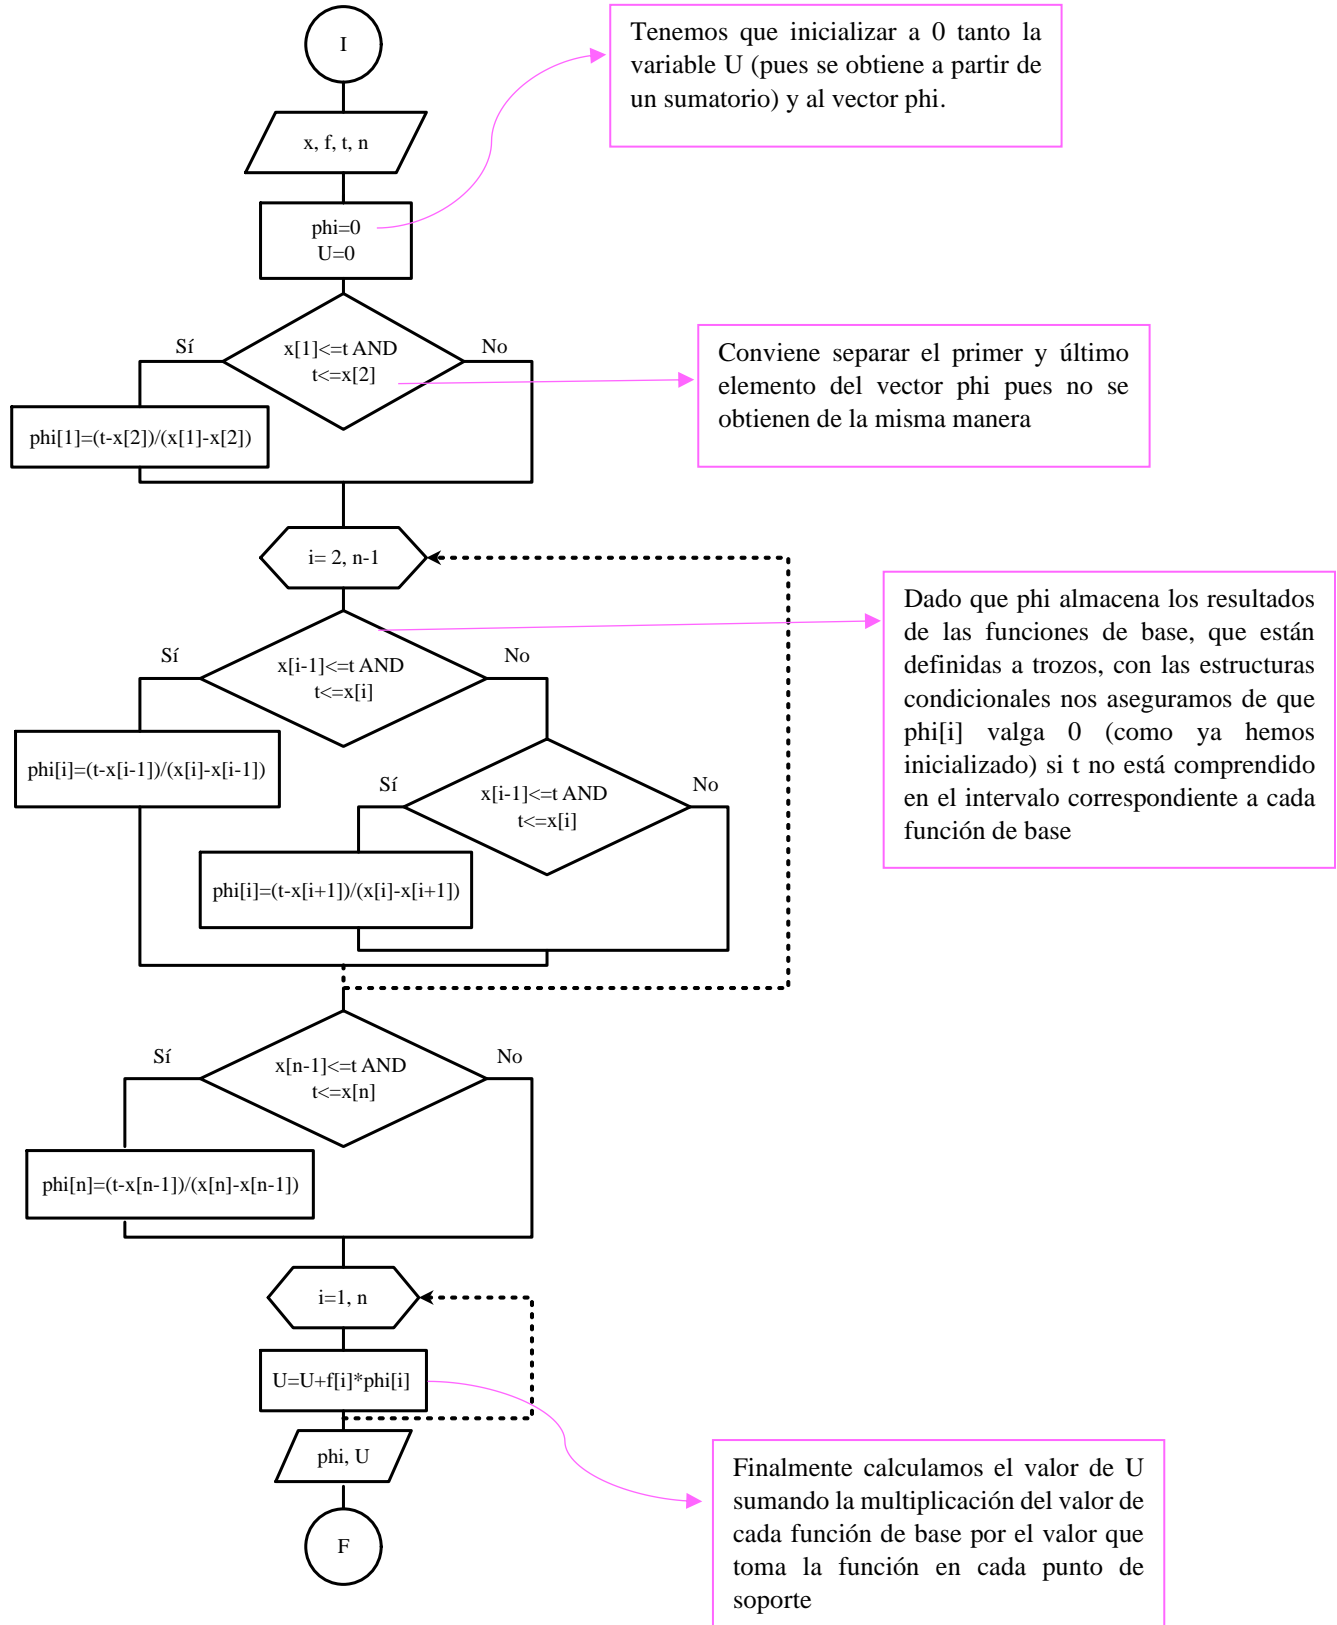 I
Tenemos que inicializar a 0 tanto la
variable U (pues se obtiene a partir de
un sumatorio) y al vector phi.
x, f, t, n
phi=0
U=0
Sí
x[1]<=t AND
t<=x[2]
No
Conviene separar el primer y último
elemento del vector phi pues no se
obtienen de la misma manera
phi[1]=(t-x[2])/(x[1]-x[2])
i= 2, n-1
Dado que phi almacena los resultados
de las funciones de base, que están
definidas a trozos, con las estructuras
condicionales nos aseguramos de que
phi[i] valga 0 (como ya hemos
inicializado) si t no está comprendido
en el intervalo correspondiente a cada
función de base
Sí
x[i-1]<=t AND
t<=x[i]
No
phi[i]=(t-x[i-1])/(x[i]-x[i-1])
Sí
x[i-1]<=t AND
t<=x[i]
No
phi[i]=(t-x[i+1])/(x[i]-x[i+1])
Sí
x[n-1]<=t AND
t<=x[n]
No
phi[n]=(t-x[n-1])/(x[n]-x[n-1])
i=1, n
U=U+f[i]*phi[i]
phi, U
Finalmente calculamos el valor de U
sumando la multiplicación del valor de
cada función de base por el valor que
toma la función en cada punto de
soporte
F